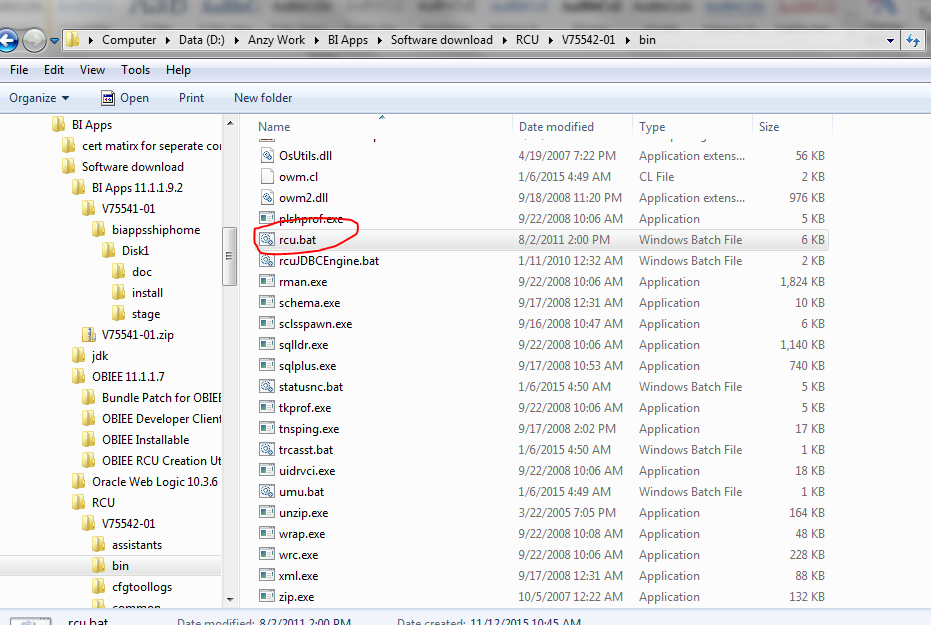 Computer Data (D:) Anzy Work BI Apps Software download RCU V75542-01 bin
File Edit View Tools Help
Organize Open Print New folder
BI Apps
cert matirx for seperate
Software download
BI Apps 11.1.1.9.2
V75541-01
biappsshiphome
Disk1
doc
install
stage
V75541-01.zip
jdk
OBIEE 11.1.1.7
Bundle Patch for OBIEE
OBIEE Developer Client
OBIEE Installable
OBIEE RCU Creation Ut
Oracle Web Logic 10.3.6
RCU
V75542-01
assistants
bin
cfgtoollogs
common
Name Date modified Type Size
OsUtils.dll 4/19/2007 7:22 PM Application extens... 56 KB
owm.cl 1/6/2015 4:49 AM CL File 2 KB
owm2.dll 9/18/2008 11:20 PM Application extens... 976 KB
plshprof.exe 9/22/2008 10:06 AM Application 5 KB
rcu.bat 8/2/2011 2:00 PM Windows Batch File 6 KB
rcuJDBCEngine.bat 1/11/2010 12:32 AM Windows Batch File 2 KB
rman.exe 9/22/2008 10:06 AM Application 1,824 KB
schema.exe 9/17/2008 12:31 AM Application 10 KB
sclsspawn.exe 9/16/2008 10:47 AM Application 6 KB
sqlldr.exe 9/22/2008 10:06 AM Application 1,140 KB
sqlplus.exe 9/17/2008 10:53 AM Application 740 KB
statusnc.bat 1/6/2015 4:50 AM Windows Batch File 5 KB
tkprof.exe 9/22/2008 10:06 AM Application 5 KB
tnsping.exe 9/17/2008 2:02 PM Application 17 KB
trcasst.bat 1/6/2015 4:50 AM Windows Batch File 1 KB
uidrvci.exe 9/22/2008 10:06 AM Application 18 KB
umu.bat 1/6/2015 4:49 AM Windows Batch File 1 KB
unzip.exe 3/22/2005 7:05 PM Application 164 KB
wrap.exe 9/22/2008 10:08 AM Application 48 KB
wrc.exe 9/22/2008 10:06 AM Application 228 KB
xml.exe 9/17/2008 12:31 AM Application 88 KB
zip.exe 10/5/2007 12:22 AM Application 132 KB
rcu.bat Date modified: 8/2/2011 2:00 PM Date created: 11/12/2015 10:45 AM